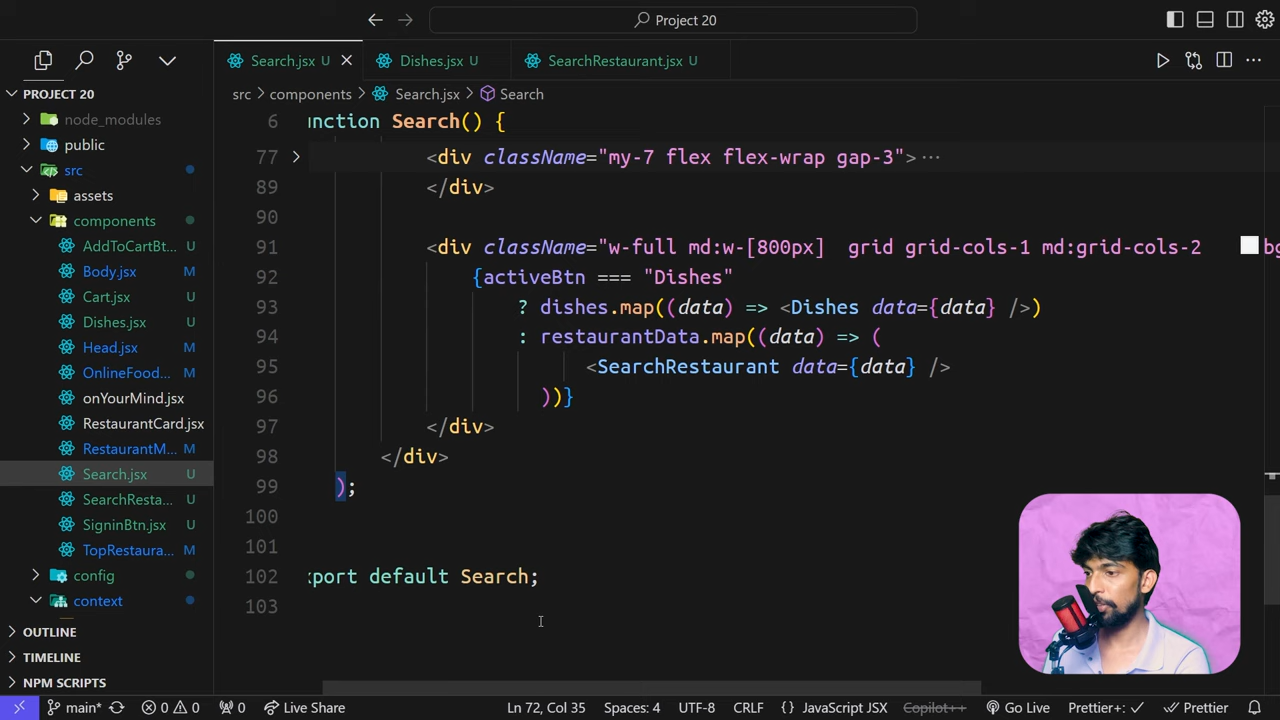 Project 20
Search.jsx U
Dishes.jsx U
SearchRestaurant.jsx U
PROJECT 20
node_modules
public
src
assets
components
AddToCartBt... U
Body.jsx M
Cart.jsx U
Dishes.jsx U
Head.jsx M
OnlineFood... M
onYourMind.jsx
RestaurantCard.jsx
RestaurantM... M
Search.jsx U
SearchResta... U
SigninBtn.jsx U
TopRestaura... M
config
context
OUTLINE
TIMELINE
NPM SCRIPTS
src > components > Search.jsx > Search
6 nction Search() {
77 <div className="my-7 flex flex-wrap gap-3">···
89 </div>
90
91 <div className="w-full md:w-[800px]  grid grid-cols-1 md:grid-cols-2 bg
92 {activeBtn === "Dishes"
93 ? dishes.map((data) => <Dishes data={data} />)
94 : restaurantData.map((data) => (
95 <SearchRestaurant data={data} />
96 ))}
97 </div>
98 </div>
99 );
100
101
102 port default Search;
103
main* 0 0 0 Live Share Ln 72, Col 35 Spaces: 4 UTF-8 CRLF {} JavaScript JSX Copilot++ Go Live Prettier+: Prettier